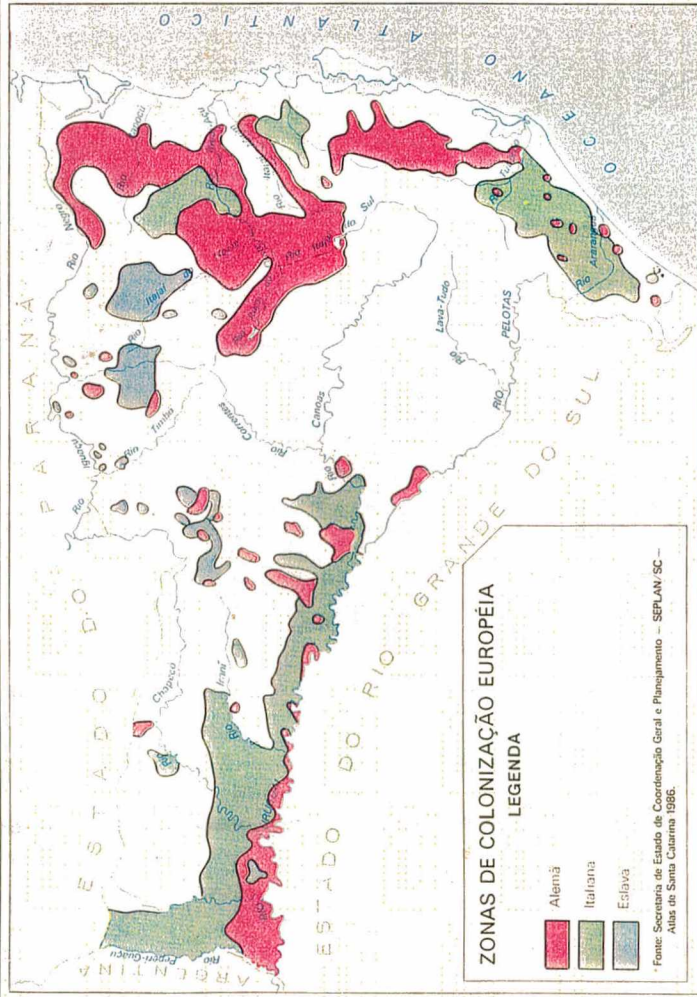 OCEANO ATLÂNTICO
PARANÁ
ESTADO DO
ESTADO DO RIO GRANDE DO SUL
ARGENTINA
Rio Negro
Rio
Rio Itajaí
Rio Iguaçu
Rio Timbó
Rio Correntes
Rio Canoas
Rio Lava-Tudo
RIO PELOTAS
Rio Chapecó
Rio Irani
Rio Peperi-Guaçu
Rio Araranguá
Sul
ZONAS DE COLONIZAÇÃO EUROPÉIA
LEGENDA
Alemã
Italiana
Eslava
* Fonte: Secretaria de Estado de Coordenação Geral e Planejamento – SEPLAN/SC –
Atlas de Santa Catarina 1986.